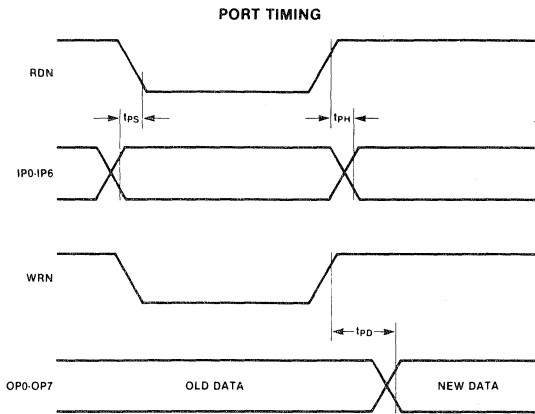 PORT TIMING
RDN
tPS
tPH
IP0-IP6
WRN
tPD
OP0-OP7
OLD DATA
NEW DATA